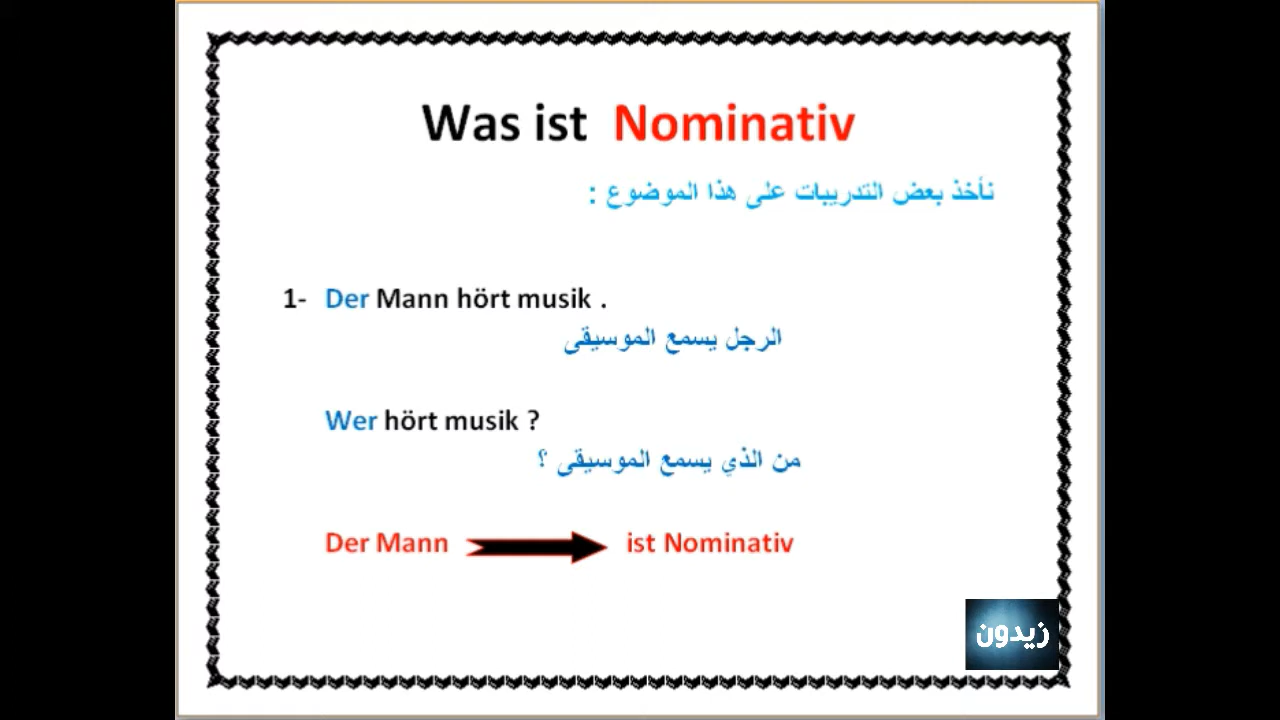 Was ist Nominativ
نأخذ بعض التدريبات على هذا الموضوع :
1- Der Mann hört musik .
الرجل يسمع الموسيقى
Wer hört musik ?
من الذي يسمع الموسيقى ؟
Der Mann ist Nominativ
زيدون